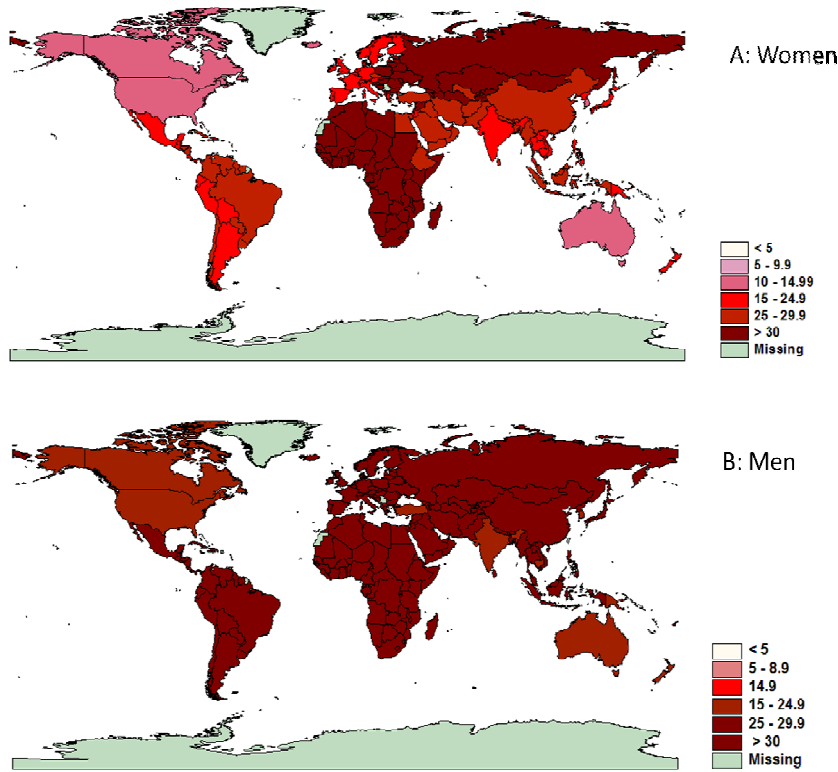 A: Women
< 5
5 - 9.9
10 - 14.99
15 - 24.9
25 - 29.9
> 30
Missing
B: Men
< 5
5 - 8.9
14.9
15 - 24.9
25 - 29.9
> 30
Missing